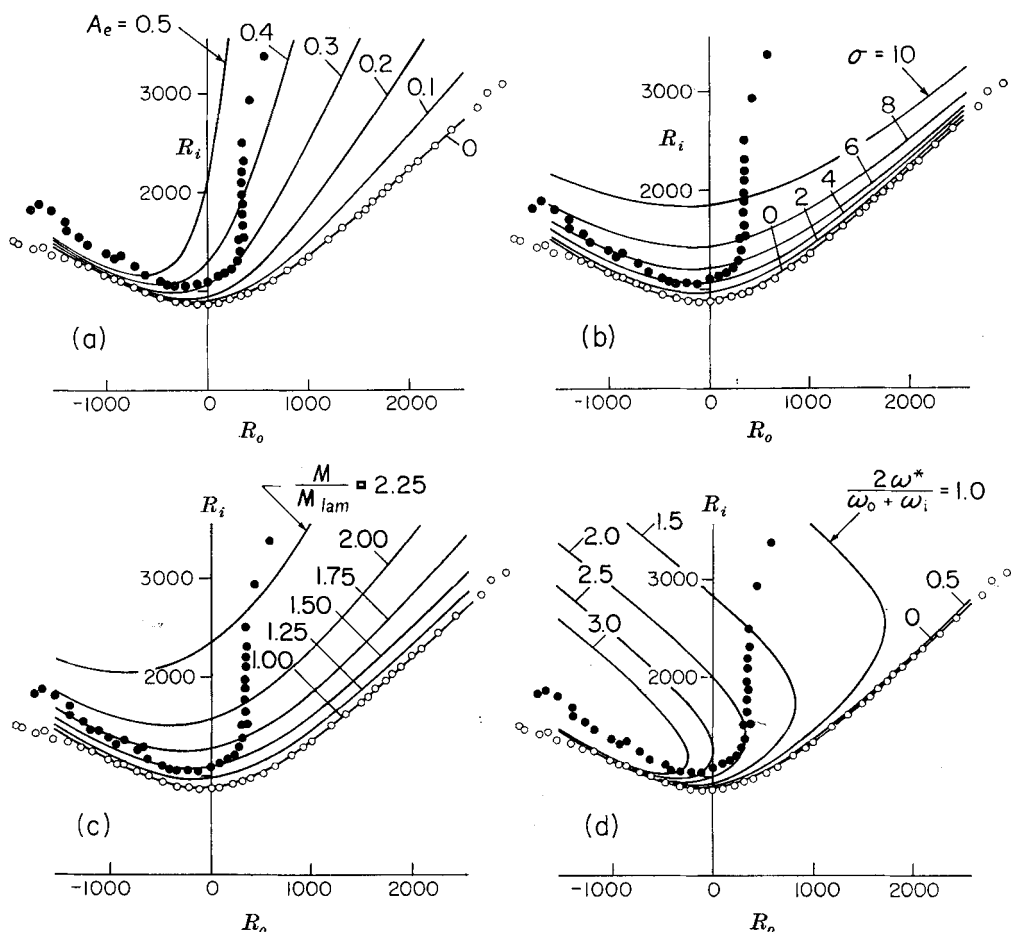 A_e = 0.5
0.4
0.3
0.2
0.1
0
3000
R_i
2000
(a)
-1000 0 1000 2000
R_o
σ = 10
8
6
4
2
0
3000
R_i
2000
(b)
-1000 0 1000 2000
R_o
M/M_lam = 2.25
2.00
1.75
1.50
1.25
1.00
R_i
3000
2000
(c)
-1000 0 1000 2000
R_o
2ω*/ω_o + ω_i = 1.0
0.5
0
1.5
2.0
2.5
3.0
R_i
3000
2000
(d)
-1000 0 1000 2000
R_o